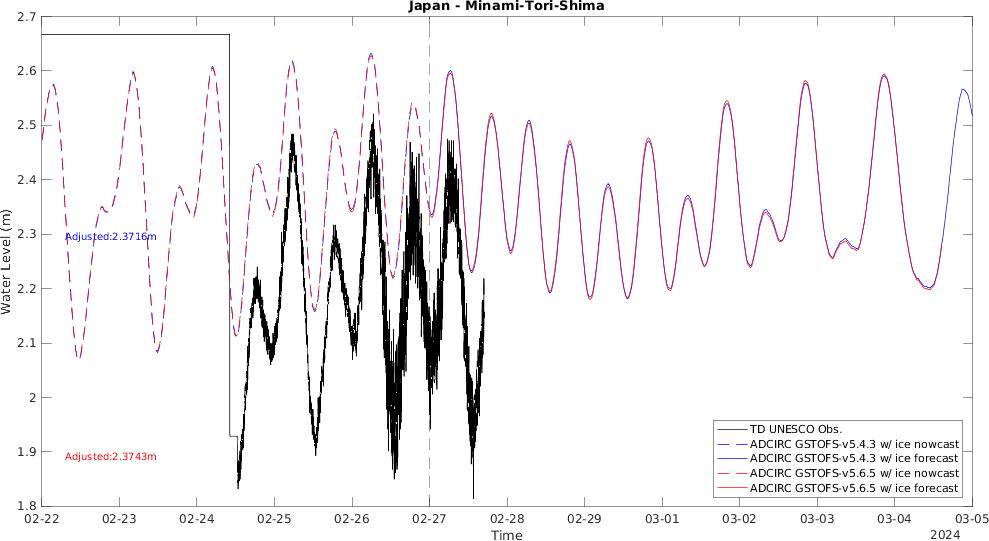 Japan - Minami-Tori-Shima
2.7
2.6
2.5
2.4
2.3
2.2
2.1
2
1.9
1.8
Water Level (m)
Adjusted:2.3716m
Adjusted:2.3743m
TD UNESCO Obs.
ADCIRC GSTOFS-v5.4.3 w/ ice nowcast
ADCIRC GSTOFS-v5.4.3 w/ ice forecast
ADCIRC GSTOFS-v5.6.5 w/ ice nowcast
ADCIRC GSTOFS-v5.6.5 w/ ice forecast
02-22 02-23 02-24 02-25 02-26 02-27 02-28 02-29 03-01 03-02 03-03 03-04 03-05
Time
2024